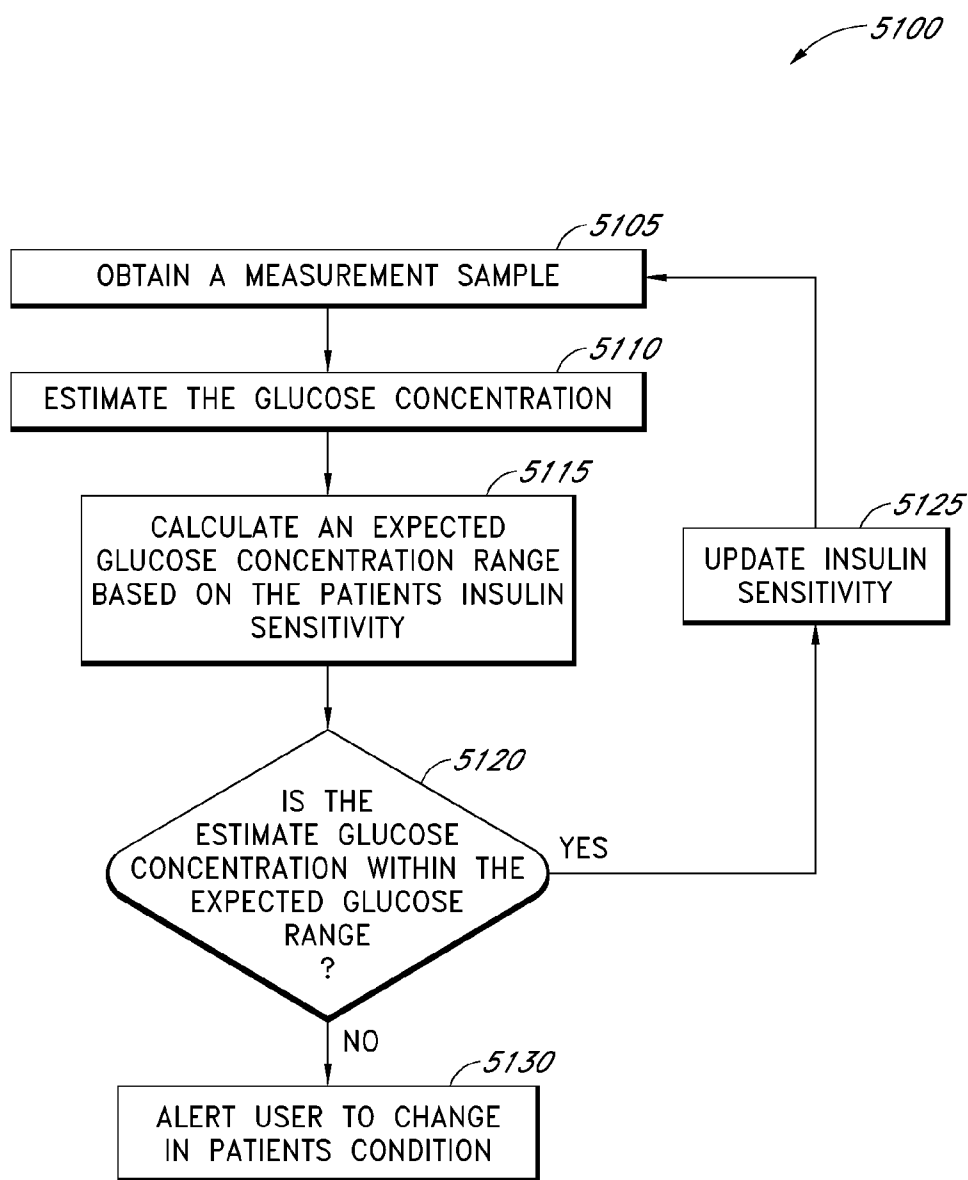 5100
5105
OBTAIN A MEASUREMENT SAMPLE
5110
ESTIMATE THE GLUCOSE CONCENTRATION
5115
CALCULATE AN EXPECTED
GLUCOSE CONCENTRATION RANGE
BASED ON THE PATIENTS INSULIN
SENSITIVITY
5125
UPDATE INSULIN
SENSITIVITY
5120
IS THE
ESTIMATE GLUCOSE
CONCENTRATION WITHIN THE
EXPECTED GLUCOSE
RANGE
?
YES
NO
5130
ALERT USER TO CHANGE
IN PATIENTS CONDITION